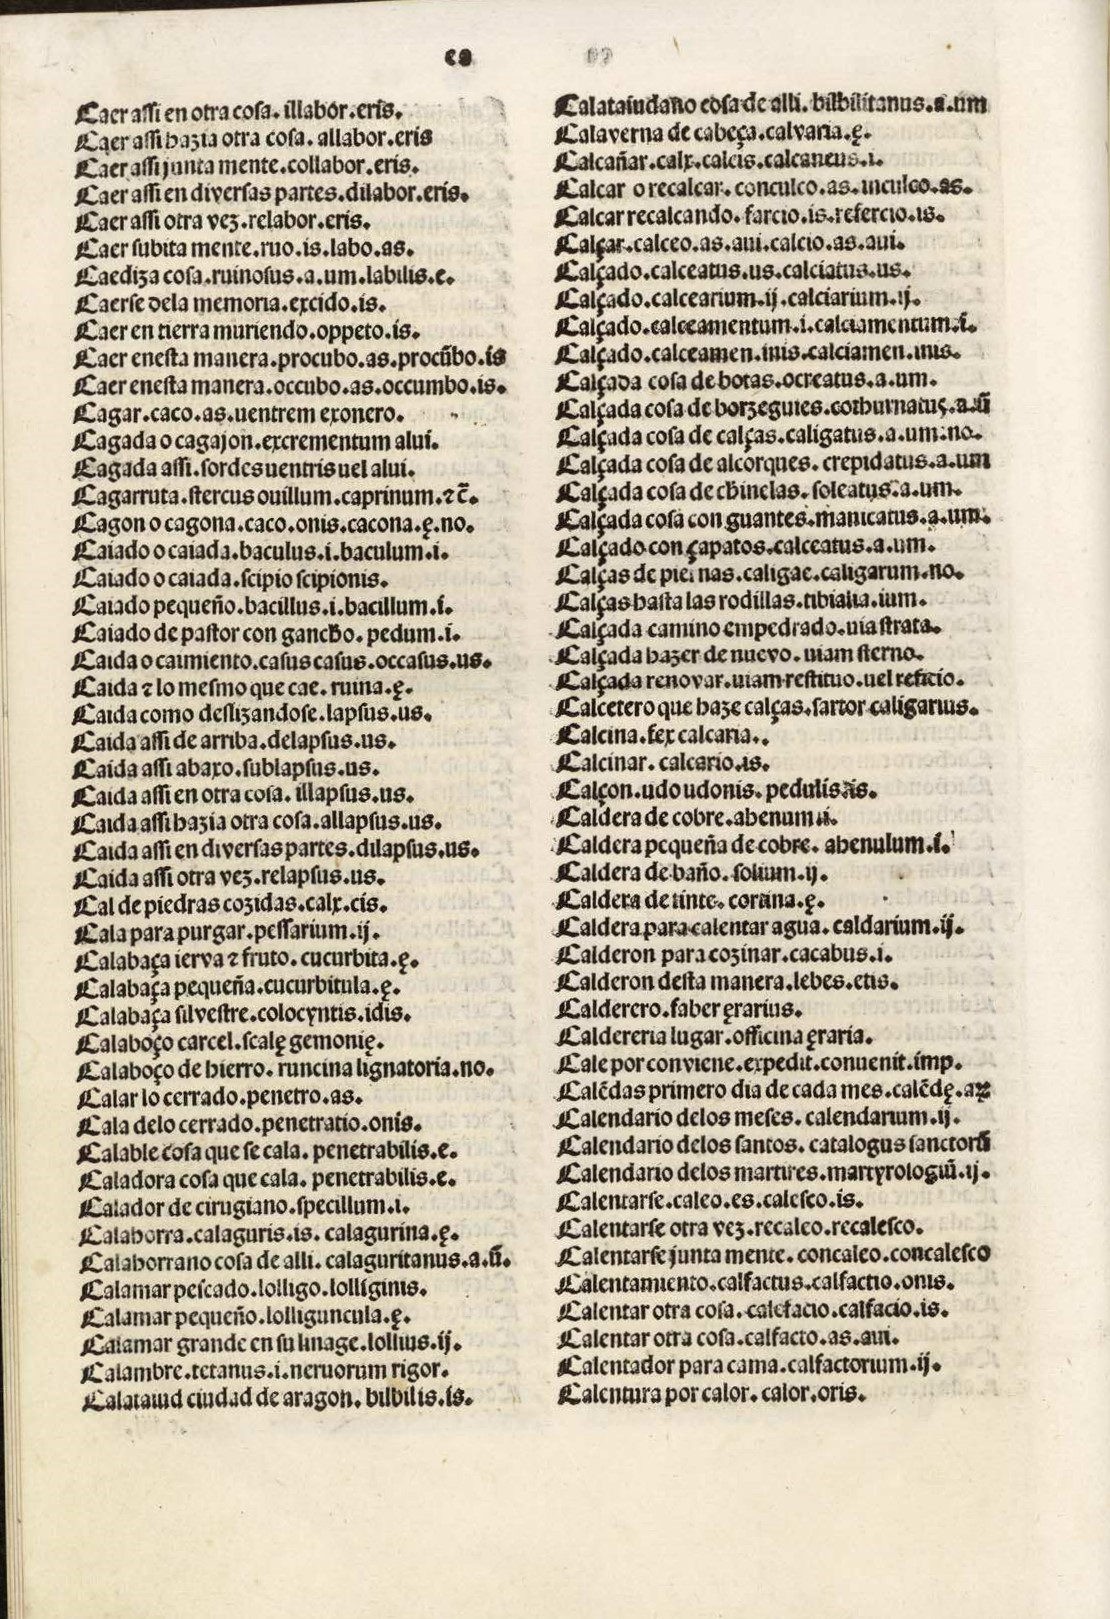 ca
Caer assi en otra cosa. illabor.eris.
Caer assi hazia otra cosa. allabor.eris
Caer assi junta mente.collabor.eris.
Caer assi en diversas partes.dilabor.eris.
Caer assi otra vez.relabor.eris.
Caer subita mente.ruo.is.labo.as.
Caediza cosa.ruinosus.a.um.labilis.e.
Caerse dela memoria.excido.is.
Caer en tierra muriendo.oppeto.is.
Caer enesta manera.procubo.as.procũbo.is
Caer enesta manera.occubo.as.occumbo.is.
Cagar.caco.as.uentrem exonero.
Cagada o cagajon.excrementum alui.
Cagada assi.sordes uentris uel alui.
Cagarruta.stercus ouillum.caprinum.⁊c̃.
Cagon o cagona.caco.onis.cacona.ę.no.
Caiado o caiada.baculus.i.baculum.i.
Caiado o caiada.scipio scipionis.
Caiado pequeño.bacillus.i.bacillum.i.
Caiado de pastor con gancho.pedum.i.
Caida o caimiento.casus casus.occasus.us.
Caida ⁊ lo mesmo que cae.ruina.ę.
Caida como deslizandose.lapsus.us.
Caida assi de arriba.delapsus.us.
Caida assi abaxo.sublapsus.us.
Caida assi en otra cosa.illapsus.us.
Caida assi hazia otra cosa.allapsus.us.
Caida assi en diversas partes.dilapsus.us.
Caida assi otra vez.relapsus.us.
Cal de piedras cozidas.calx.cis.
Cala para purgar.pessarium.ij.
Calabaça ierva ⁊ fruto. cucurbita.ę.
Calabaça pequeña.cucurbitula.ę.
Calabaça silvestre.colocyntis.idis.
Calaboço carcel.scalę gemonię.
Calaboço de hierro. runcina lignatoria.no.
Calar lo cerrado.penetro.as.
Cala delo cerrado.penetratio.onis.
Calable cosa que se cala. penetrabilis.e.
Caladora cosa que cala. penetrabilis.e.
Calador de cirugiano.specillum.i.
Calahorra.calaguris.is. calagurina.ę.
Calahorrano cosa de alli. calaguritanus.a.ũ.
Calamar pescado.lolligo.lolliginis.
Calamar pequeño.lolliguncula.ę.
Calamar grande en su linage.lollius.ij.
Calambre.tetanus.i.neruorum rigor.
Calataiud ciudad de aragon. bilbilis.is.
Calataiudano cosa de alli. bilbilitanus.a.um
Calaverna de cabeça.calvaria.ę.
Calcañar.calx.calcis.calcaneus.i.
Calcar o recalcar. conculco.as.inculco.as.
Calcar recalcando.farcio.is.refercio.is.
Calçar.calceo.as.aui.calcio.as.aui.
Calçado.calceatus.us.calciatus.us.
Calçado.calcearium.ij.calciarium.ij.
Calçado.calceamentum.i.calciamentum.i.
Calçado.calceamen.inis.calciamen.inis.
Calçada cosa de botas.ocreatus.a.um.
Calçada cosa de borzeguies.cothurnatus.a.ũ
Calçada cosa de calças.caligatus.a.um.no.
Calçada cosa de alcorques. crepidatus.a.um
Calçada cosa de chinelas. soleatus.a.um.
Calçada cosa con guantes.manicatus.a.um.
Calçado con çapatos.calceatus.a.um.
Calças de piernas.caligae.caligarum.no.
Calças hasta las rodillas.tibialia.ium.
Calçada camino empedrado.uia strata.
Calçada hazer de nuevo.uiam sterno.
Calçada renovar.uiam restituo.uel reficio.
Calcetero que haze calças.sartor caligarius.
Calcina.fex calcaria..
Calcinar. calcario.is.
Calçon.udo udonis. pedulis.is.
Caldera de cobre.ahenum.i.
Caldera pequeña de cobre. ahenulum.i.
Caldera de baño. solium.ij.
Caldera de tinte. cortina.ę.
Caldera para calentar agua. caldarium.ij.
Calderon para cozinar.cacabus.i.
Calderon desta manera.lebes.etis.
Calderero.faber ęrarius.
Caldereria lugar.officina ęraria.
Cale por conviene.expedit.conuenit.imp.
Calẽdas primero dia de cada mes.calẽdę.aꝝ
Calendario delos meses. calendarium.ij.
Calendario delos santos. catalogus sanctorũ
Calendario delos martires.martyrologiũ.ij.
Calentarse.caleo.es.calesco.is.
Calentarse otra vez.recaleo.recalesco.
Calentarse junta mente. concaleo.concalesco
Calentamiento.calfactus.calfactio.onis.
Calentar otra cosa.calefacio.calfacio.is.
Calentar otra cosa.calfacto.as.aui.
Calentador para cama.calfactorium.ij.
Calentura por calor. calor.oris.